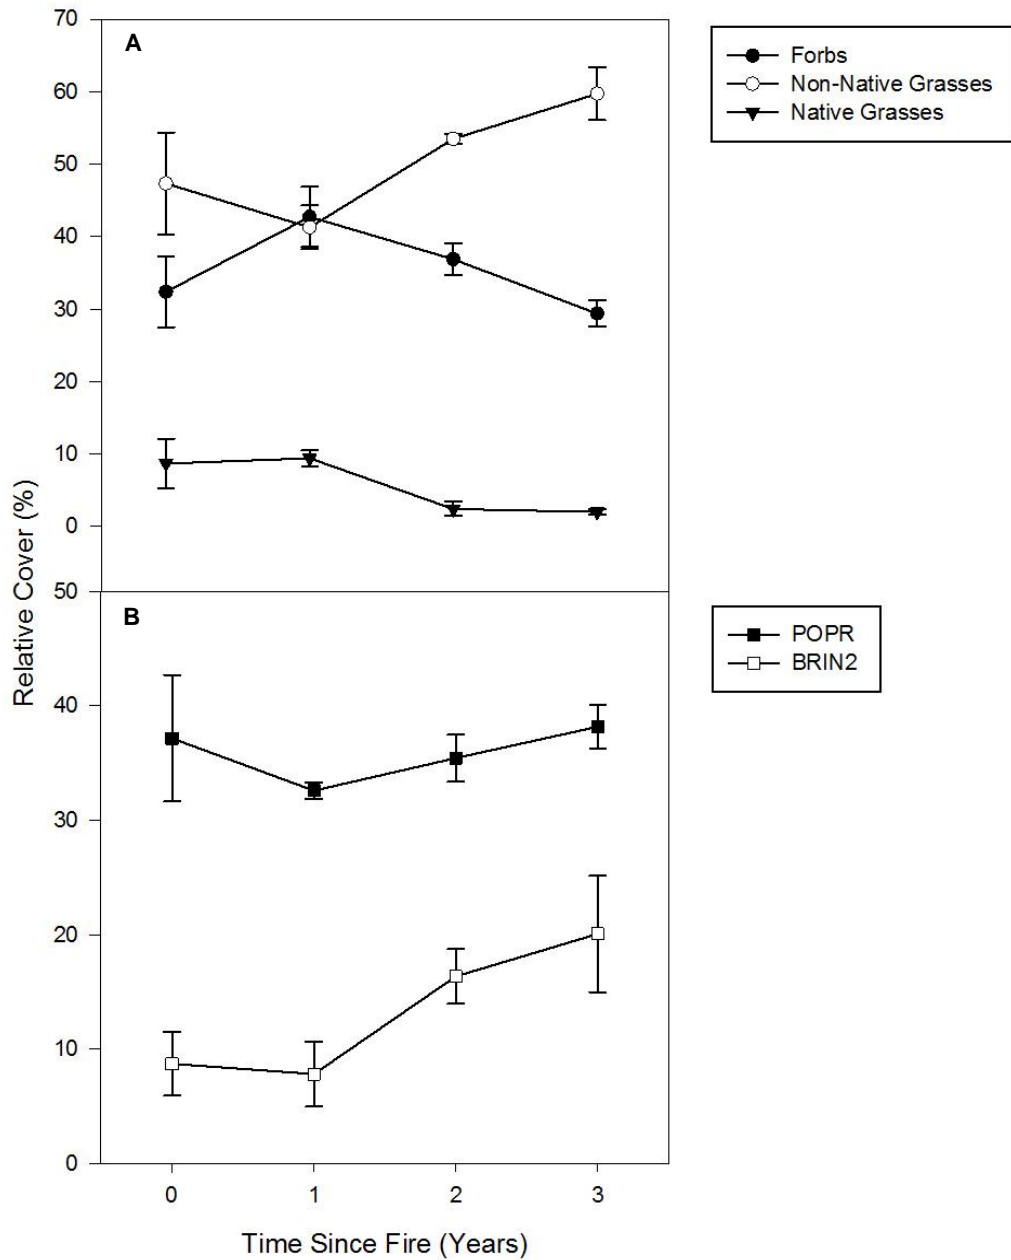 70
A
60
50
40
30
20
10
0
Forbs
Non-Native Grasses
Native Grasses
Relative Cover (%)
50
B
40
30
20
10
0
POPR
BRIN2
0 1 2 3
Time Since Fire (Years)